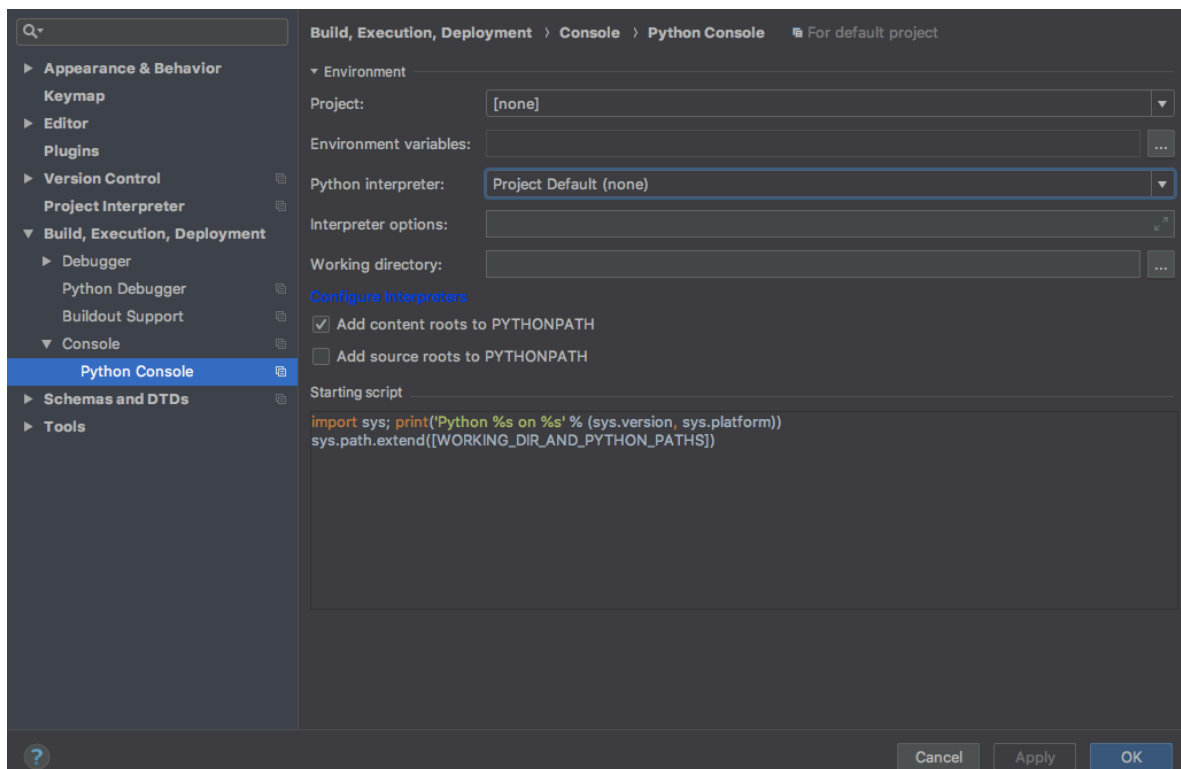 Build, Execution, Deployment › Console › Python Console For default project
Appearance & Behavior
Keymap
Editor
Plugins
Version Control
Project Interpreter
Build, Execution, Deployment
Debugger
Python Debugger
Buildout Support
Console
Python Console
Schemas and DTDs
Tools
Environment
Project: [none]
Environment variables: ...
Python interpreter: Project Default (none)
Interpreter options:
Working directory: ...
Configure Interpreters
Add content roots to PYTHONPATH
Add source roots to PYTHONPATH
Starting script
import sys; print('Python %s on %s' % (sys.version, sys.platform))
sys.path.extend([WORKING_DIR_AND_PYTHON_PATHS])
? Cancel Apply OK